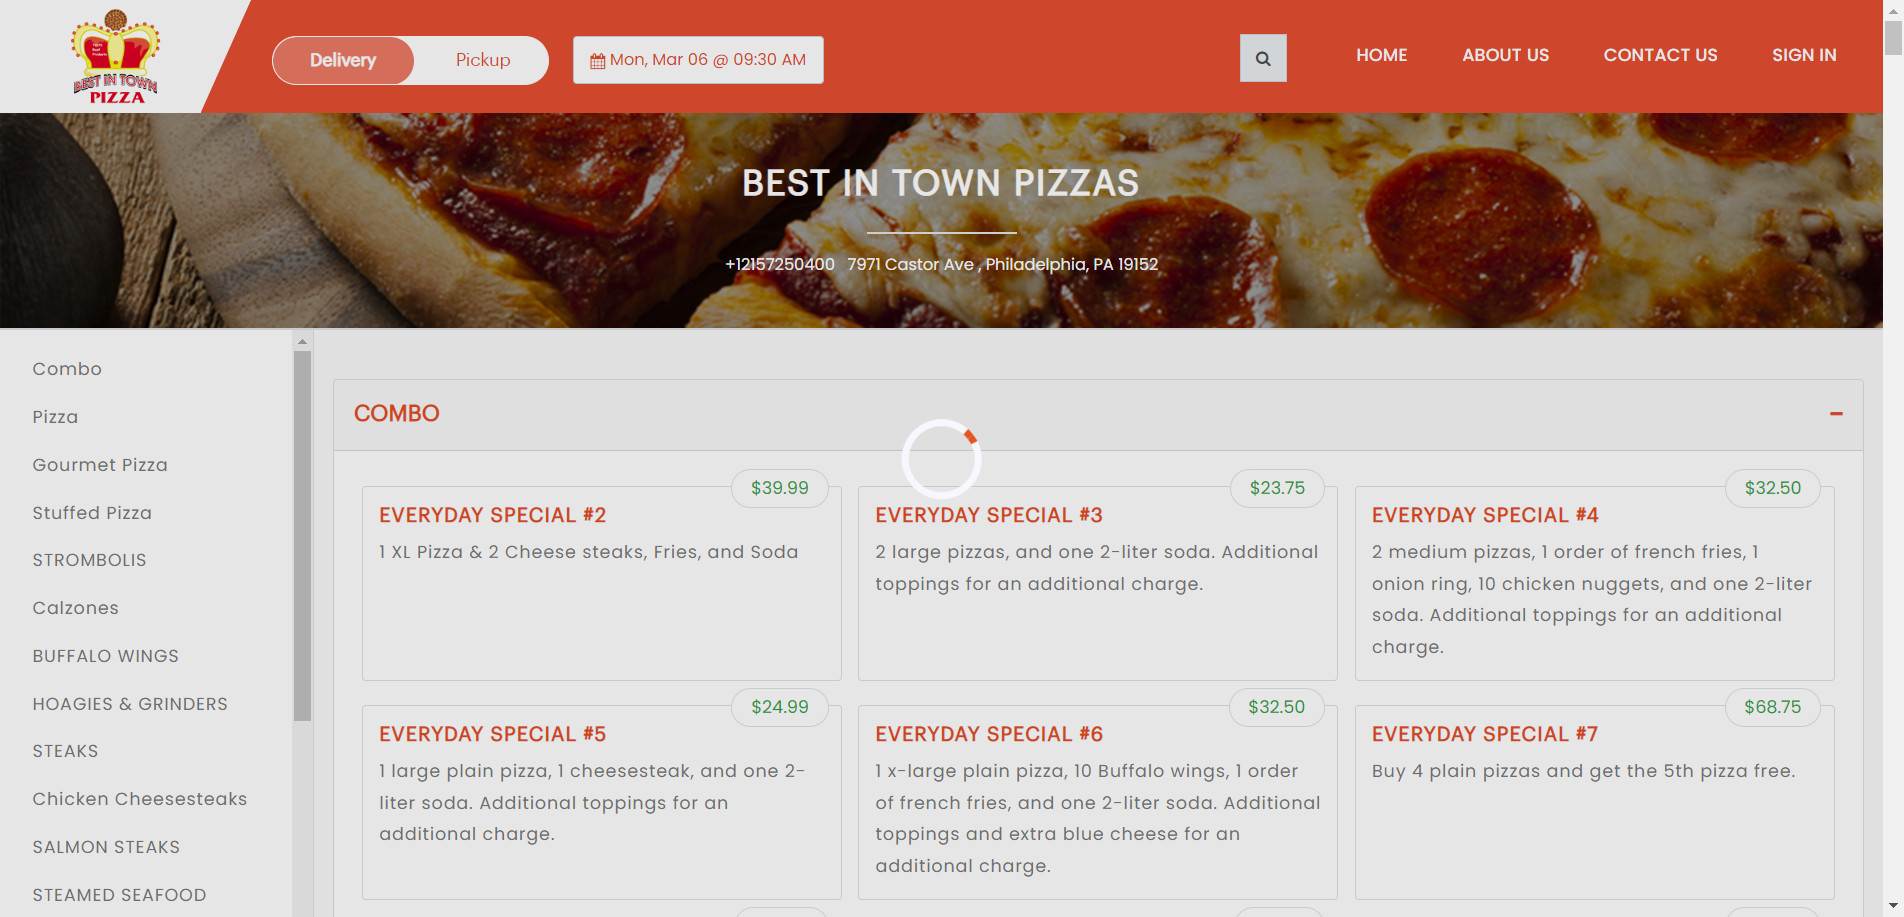 BEST IN TOWN
PIZZA
Delivery
Pickup
Mon, Mar 06 @ 09:30 AM
HOME
ABOUT US
CONTACT US
SIGN IN
BEST IN TOWN PIZZAS
+12157250400 7971 Castor Ave , Philadelphia, PA 19152
Combo
Pizza
Gourmet Pizza
Stuffed Pizza
STROMBOLIS
Calzones
BUFFALO WINGS
HOAGIES & GRINDERS
STEAKS
Chicken Cheesesteaks
SALMON STEAKS
STEAMED SEAFOOD
COMBO
$39.99
EVERYDAY SPECIAL #2
1 XL Pizza & 2 Cheese steaks, Fries, and Soda
$23.75
EVERYDAY SPECIAL #3
2 large pizzas, and one 2-liter soda. Additional
toppings for an additional charge.
$32.50
EVERYDAY SPECIAL #4
2 medium pizzas, 1 order of french fries, 1
onion ring, 10 chicken nuggets, and one 2-liter
soda. Additional toppings for an additional
charge.
$24.99
EVERYDAY SPECIAL #5
1 large plain pizza, 1 cheesesteak, and one 2-
liter soda. Additional toppings for an
additional charge.
$32.50
EVERYDAY SPECIAL #6
1 x-large plain pizza, 10 Buffalo wings, 1 order
of french fries, and one 2-liter soda. Additional
toppings and extra blue cheese for an
additional charge.
$68.75
EVERYDAY SPECIAL #7
Buy 4 plain pizzas and get the 5th pizza free.